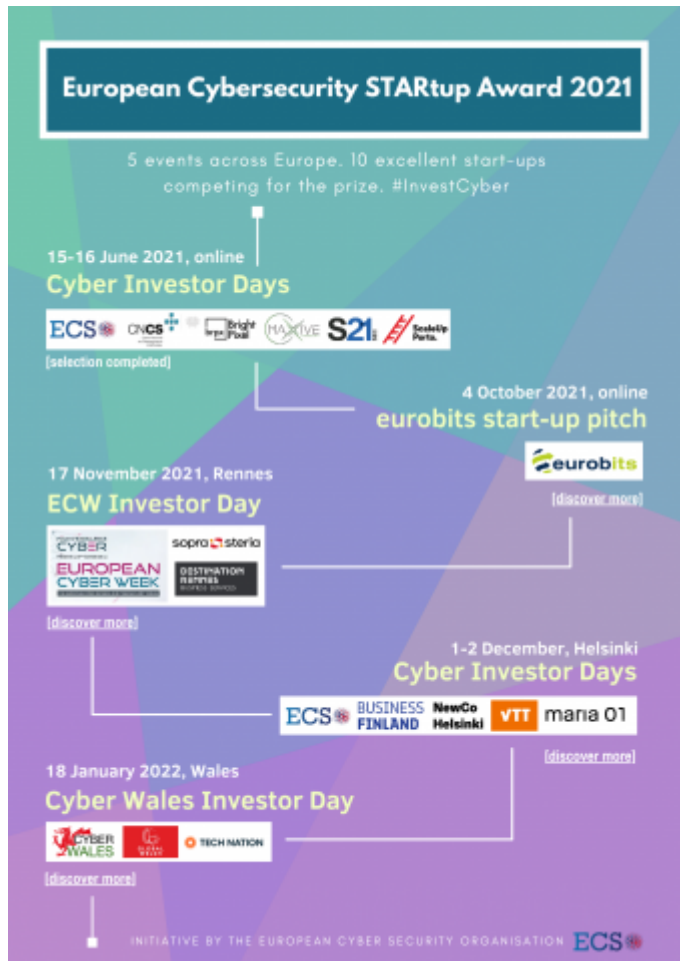 European Cybersecurity STARtup Award 2021
5 events across Europe. 10 excellent start-ups
competing for the prize. #InvestCyber
15-16 June 2021, online
Cyber Investor Days
ECS CNCS Bright Pixel MAXIVE S21sec ScaleUp Porto.
[selection completed]
4 October 2021, online
eurobits start-up pitch
eurobits
[discover more]
17 November 2021, Rennes
ECW Investor Day
CYBER
sopra steria
EUROPEAN
CYBER WEEK
DESTINATION
RENNES
BUSINESS SERVICES
[discover more]
1-2 December, Helsinki
Cyber Investor Days
ECS BUSINESS FINLAND NewCo Helsinki VTT maria 01
[discover more]
18 January 2022, Wales
Cyber Wales Investor Day
CYBER WALES TECH NATION
[discover more]
INITIATIVE BY THE EUROPEAN CYBER SECURITY ORGANISATION ECS